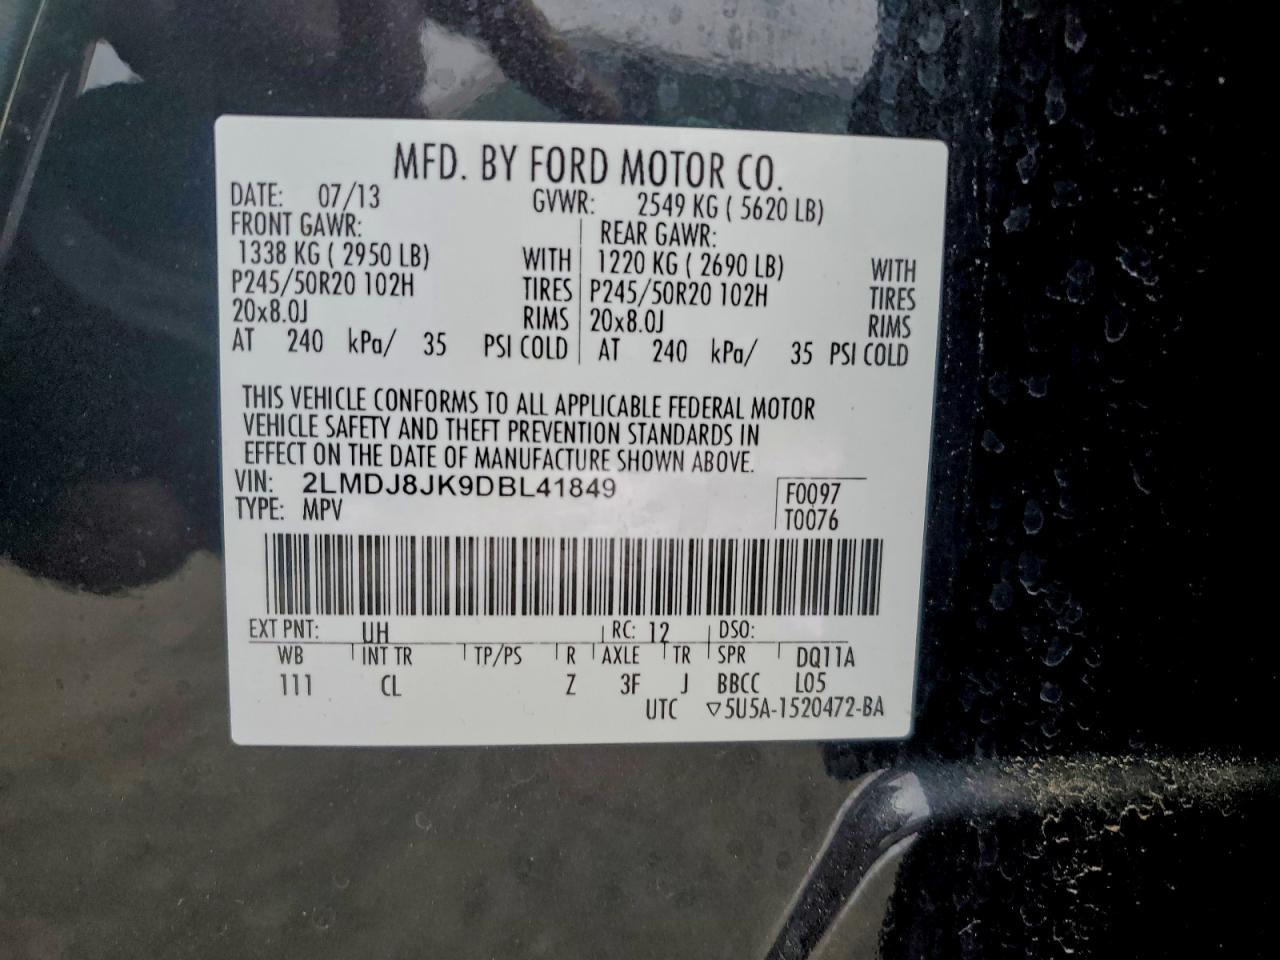 MFD. BY FORD MOTOR CO.
DATE: 07/13 GVWR: 2549 KG ( 5620 LB)
FRONT GAWR: REAR GAWR:
1338 KG ( 2950 LB) WITH 1220 KG ( 2690 LB) WITH
P245/50R20 102H TIRES P245/50R20 102H TIRES
20x8.0J RIMS 20x8.0J RIMS
AT 240 kPa/ 35 PSI COLD AT 240 kPa/ 35 PSI COLD
THIS VEHICLE CONFORMS TO ALL APPLICABLE FEDERAL MOTOR
VEHICLE SAFETY AND THEFT PREVENTION STANDARDS IN
EFFECT ON THE DATE OF MANUFACTURE SHOWN ABOVE.
VIN: 2LMDJ8JK9DBL41849 F0097
TYPE: MPV T0076
EXT PNT: UH RC: 12 DSO:
WB INT TR TP/PS R AXLE TR SPR DQ11A
111 CL Z 3F J BBCC L05
UTC ▽5U5A-1520472-BA